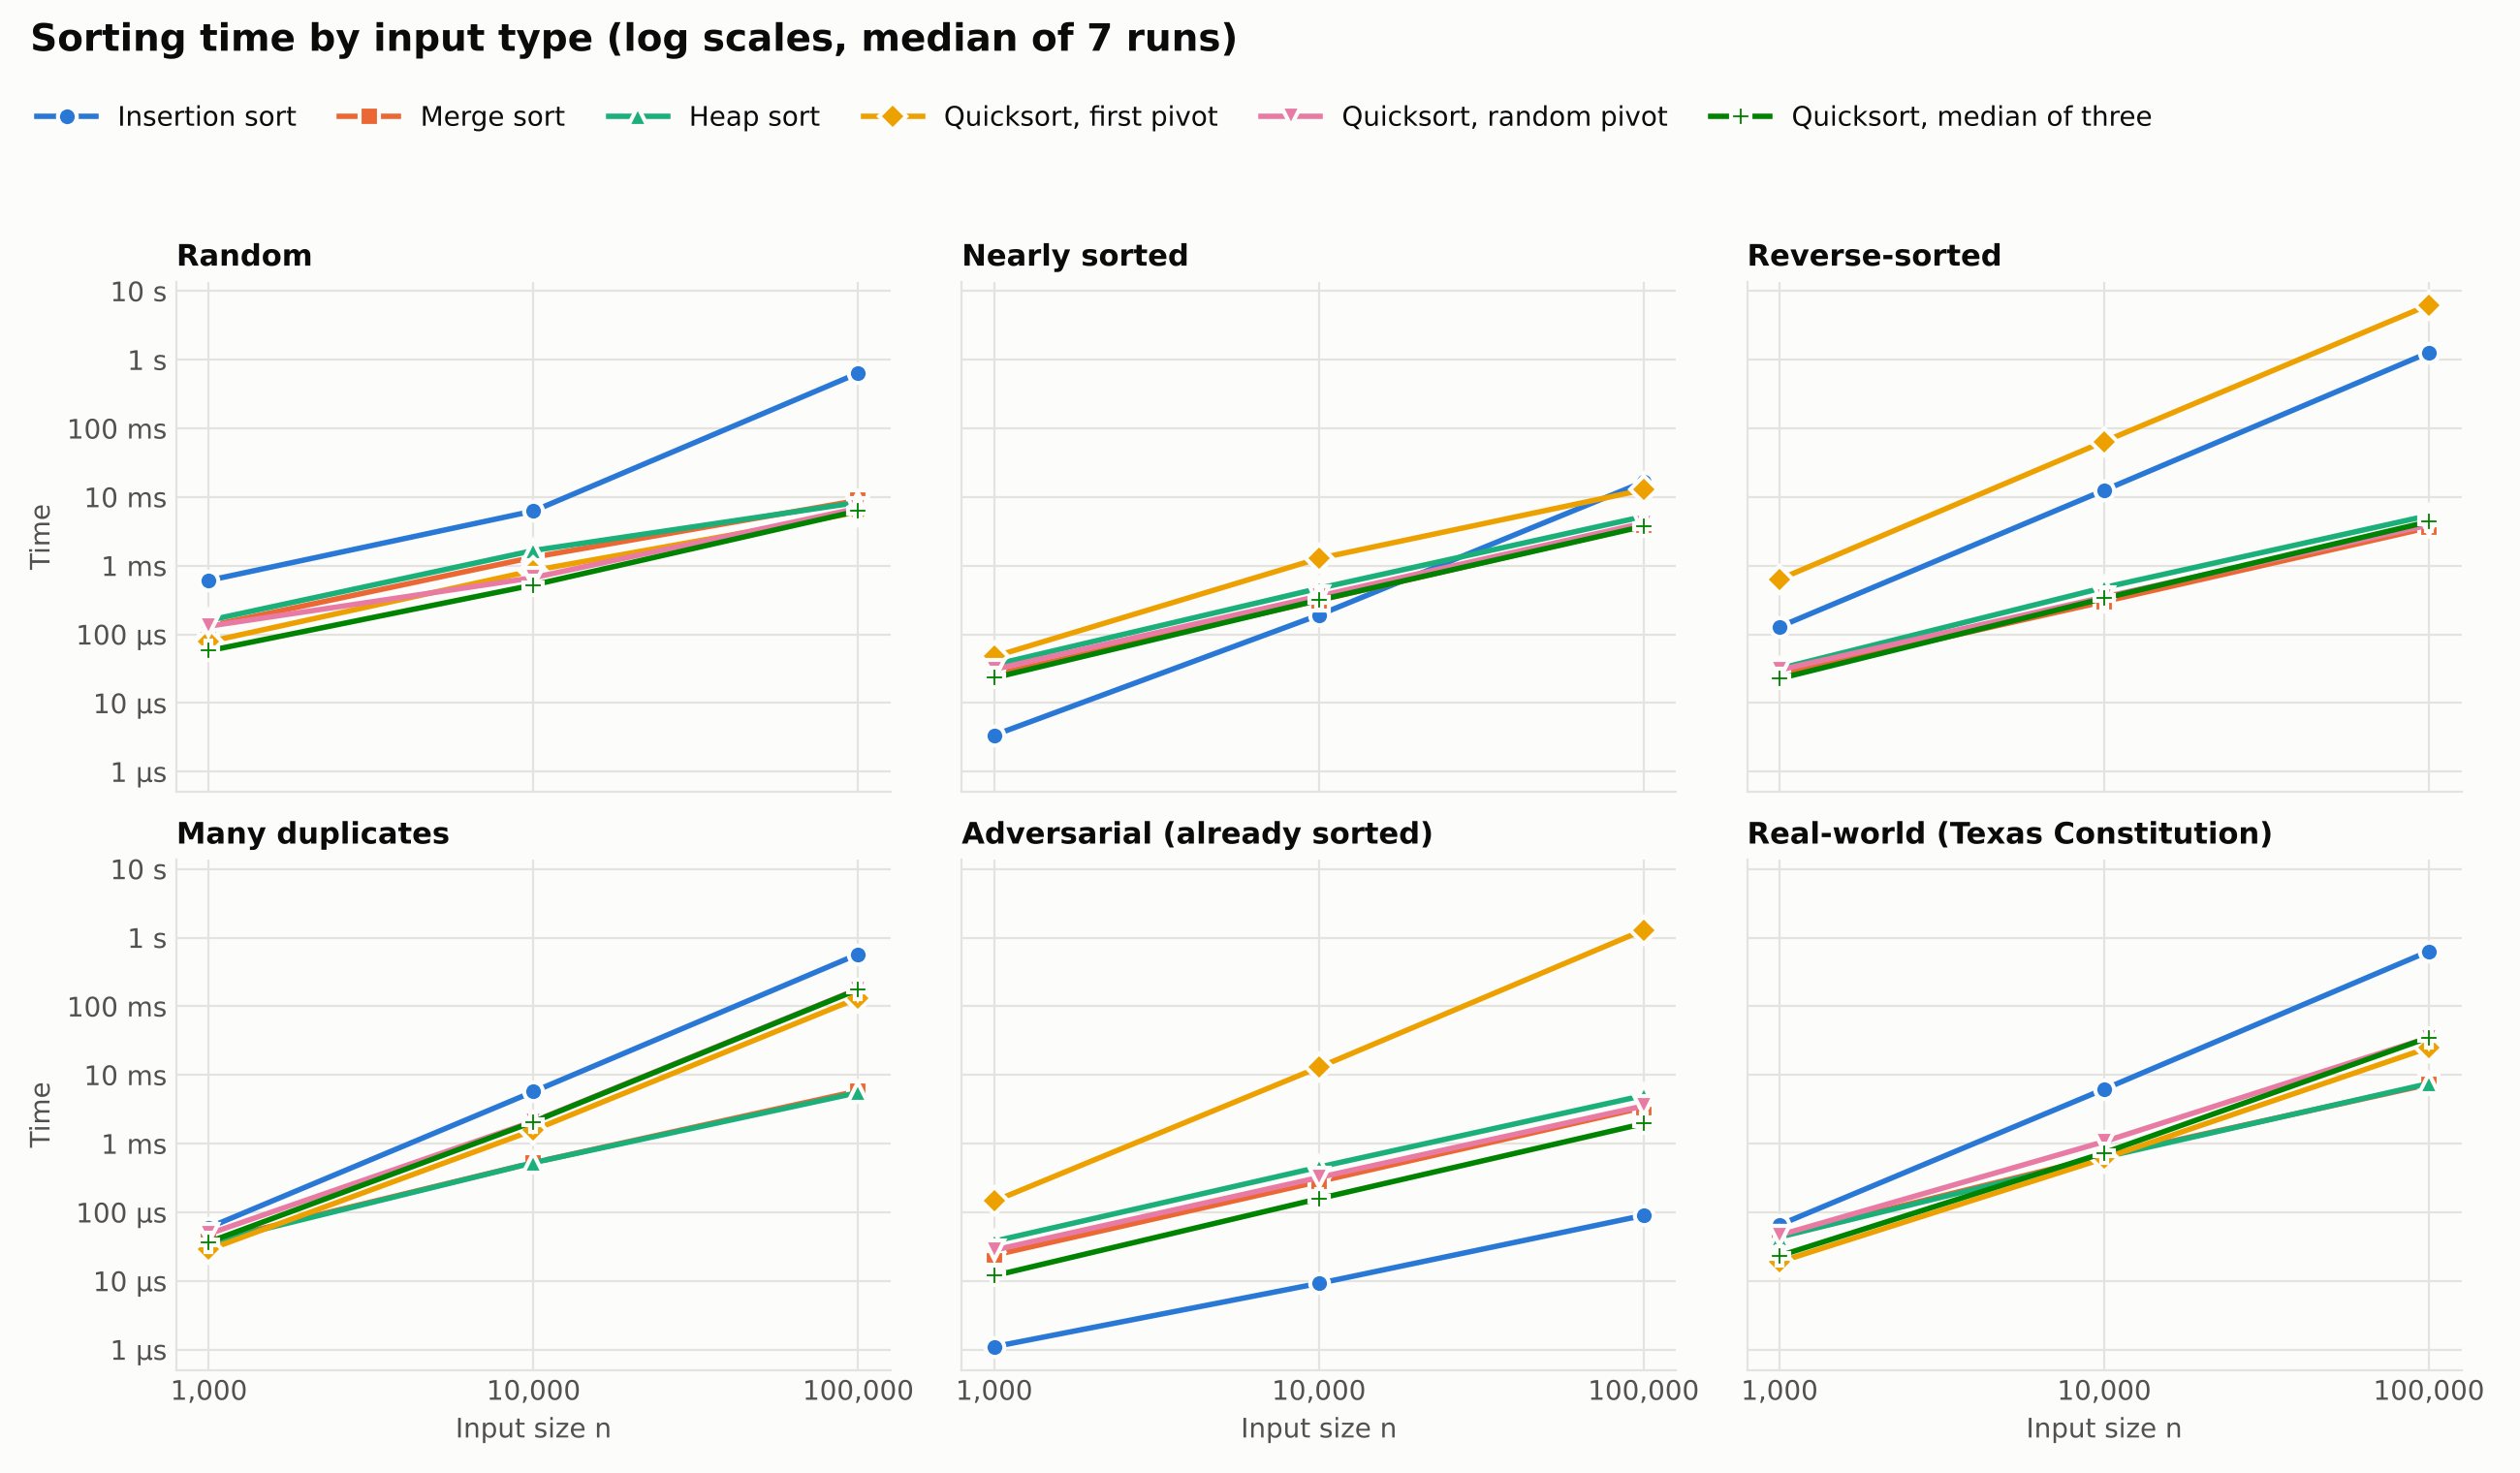 Sorting time by input type (log scales, median of 7 runs)
Insertion sort Merge sort Heap sort Quicksort, first pivot Quicksort, random pivot Quicksort, median of three
Random
Nearly sorted
Reverse-sorted
Time
10 s
1 s
100 ms
10 ms
1 ms
100 µs
10 µs
1 µs
Many duplicates
Adversarial (already sorted)
Real-world (Texas Constitution)
Time
10 s
1 s
100 ms
10 ms
1 ms
100 µs
10 µs
1 µs
1,000 10,000 100,000
1,000 10,000 100,000
1,000 10,000 100,000
Input size n
Input size n
Input size n